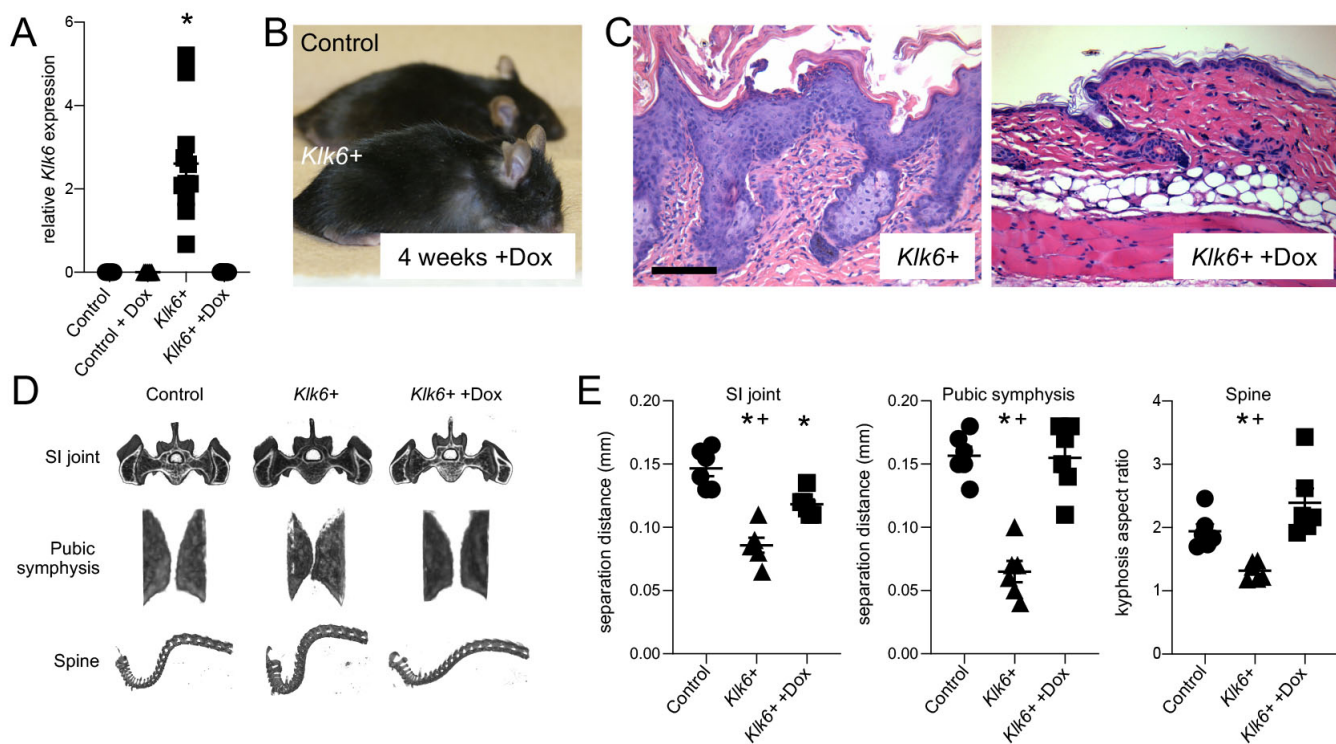 A
relative Klk6 expression
6
4
2
0
*
Control
Control + Dox
Klk6+
Klk6+ +Dox
B
Control
Klk6+
4 weeks +Dox
C
Klk6+
Klk6+ +Dox
D
Control
Klk6+
Klk6+ +Dox
SI joint
Pubic symphysis
Spine
E
SI joint
separation distance (mm)
0.20
0.15
0.10
0.05
0.00
* +
*
Control
Klk6+
Klk6+ +Dox
Pubic symphysis
separation distance (mm)
0.20
0.15
0.10
0.05
0.00
* +
Control
Klk6+
Klk6+ +Dox
Spine
kyphosis aspect ratio
4
3
2
1
0
* +
Control
Klk6+
Klk6+ +Dox